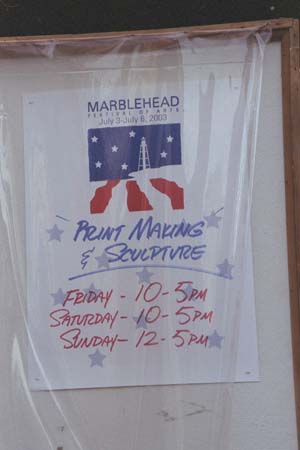 MARBLEHEAD
FESTIVAL OF ARTS
July 3-July 6, 2003
PRINT MAKING
& SCULPTURE
FRIDAY - 10-5PM
SATURDAY - 10-5PM
SUNDAY - 12-5PM